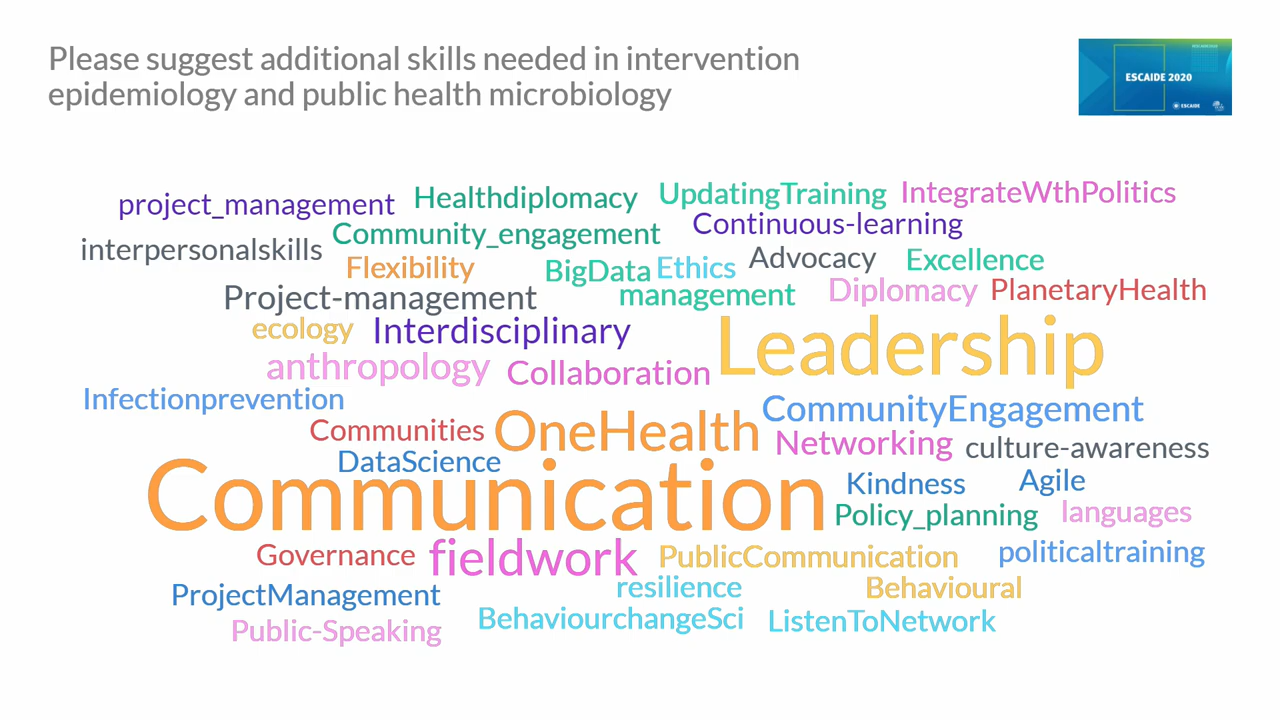 Please suggest additional skills needed in intervention
epidemiology and public health microbiology
ESCAIDE 2020
ESCAIDE
project_management Healthdiplomacy UpdatingTraining IntegrateWthPolitics
interpersonalskills Community_engagement Continuous-learning
Flexibility BigData Ethics Advocacy Excellence
Project-management management Diplomacy PlanetaryHealth
ecology Interdisciplinary Leadership
anthropology Collaboration
Infectionprevention CommunityEngagement
Communities OneHealth Networking culture-awareness
DataScience
Communication Kindness Agile
Policy_planning languages
Governance fieldwork PublicCommunication politicaltraining
ProjectManagement resilience Behavioural
Public-Speaking BehaviourchangeSci ListenToNetwork